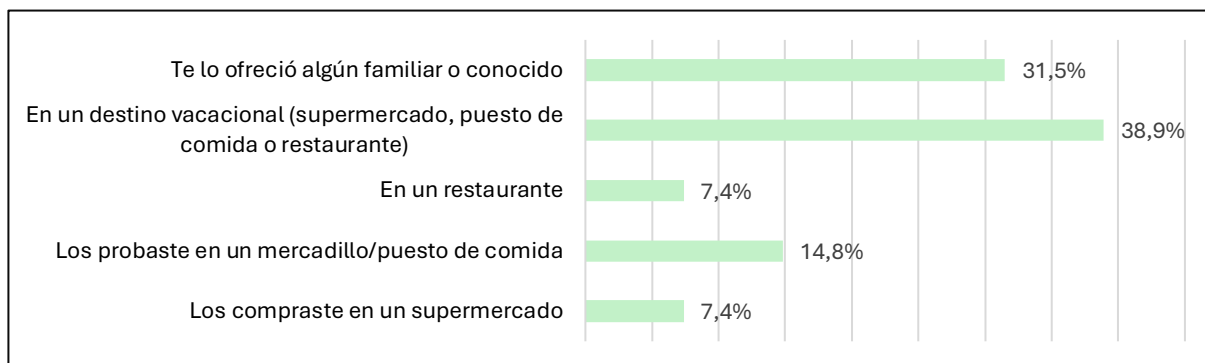 Te lo ofreció algún familiar o conocido
31,5%
En un destino vacacional (supermercado, puesto de
comida o restaurante)
38,9%
En un restaurante
7,4%
Los probaste en un mercadillo/puesto de comida
14,8%
Los compraste en un supermercado
7,4%